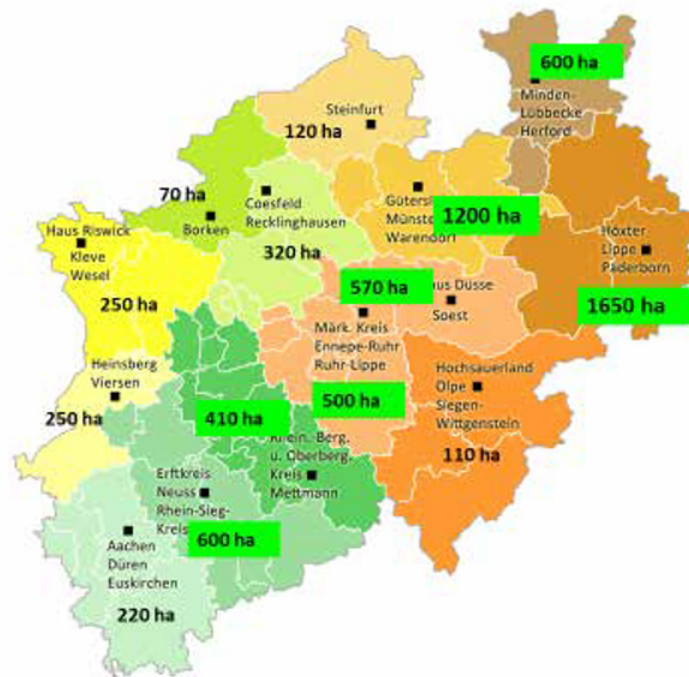 600 ha
Minden-
Lübbecke
Herford
Steinfurt
120 ha
70 ha
Coesfeld
Recklinghausen
Borken
320 ha
Münste
Warendorf
1200 ha
Haus Riswick
Kleve
Wesel
250 ha
Höxter
Lippe
Paderborn
1650 ha
570 ha
Düsse
Soest
Märk. Kreis
Ennepe-Ruhr
Ruhr-Lippe
500 ha
Heinsberg
Viersen
250 ha
410 ha
Hochsauerland
Olpe
Siegen-
Wittgenstein
110 ha
Rhein.-Berg.
u. Oberberg.
Kreis
Mettmann
Erftkreis
Neuss
Rhein-Sieg-
Kreis
600 ha
Aachen
Düren
Euskirchen
220 ha